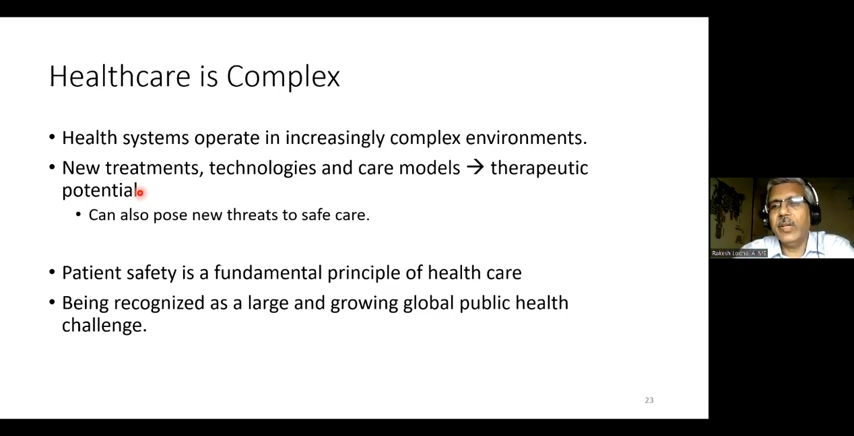 Healthcare is Complex
• Health systems operate in increasingly complex environments.
• New treatments, technologies and care models → therapeutic
potential
• Can also pose new threats to safe care.
• Patient safety is a fundamental principle of health care
• Being recognized as a large and growing global public health
challenge.
23
Rakesh